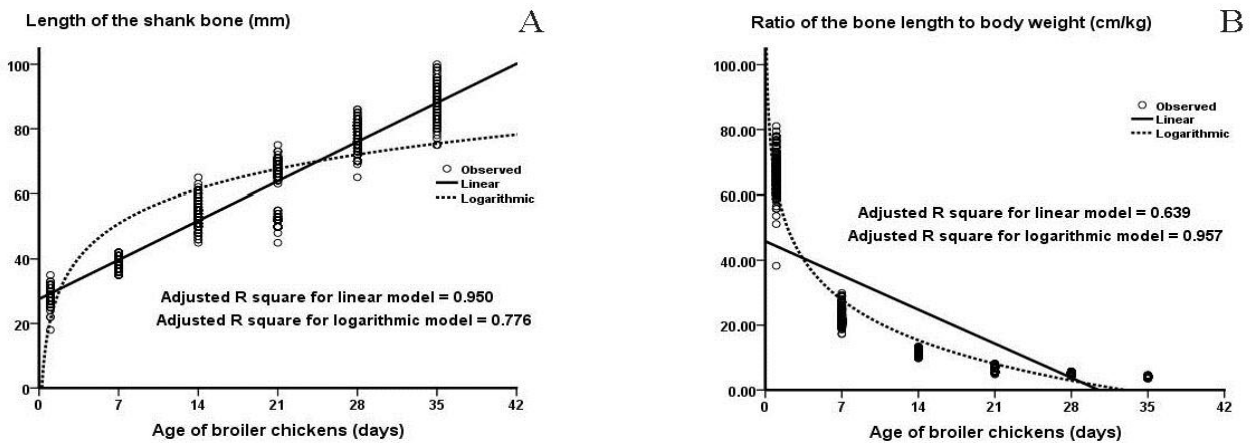 Length of the shank bone (mm)
A
100
80
60
40
20
0
0 7 14 21 28 35 42
Observed
Linear
Logarithmic
Adjusted R square for linear model = 0.950
Adjusted R square for logarithmic model = 0.776
Age of broiler chickens (days)
Ratio of the bone length to body weight (cm/kg)
B
100.00
80.00
60.00
40.00
20.00
0.00
0 7 14 21 28 35 42
Observed
Linear
Logarithmic
Adjusted R square for linear model = 0.639
Adjusted R square for logarithmic model = 0.957
Age of broiler chickens (days)